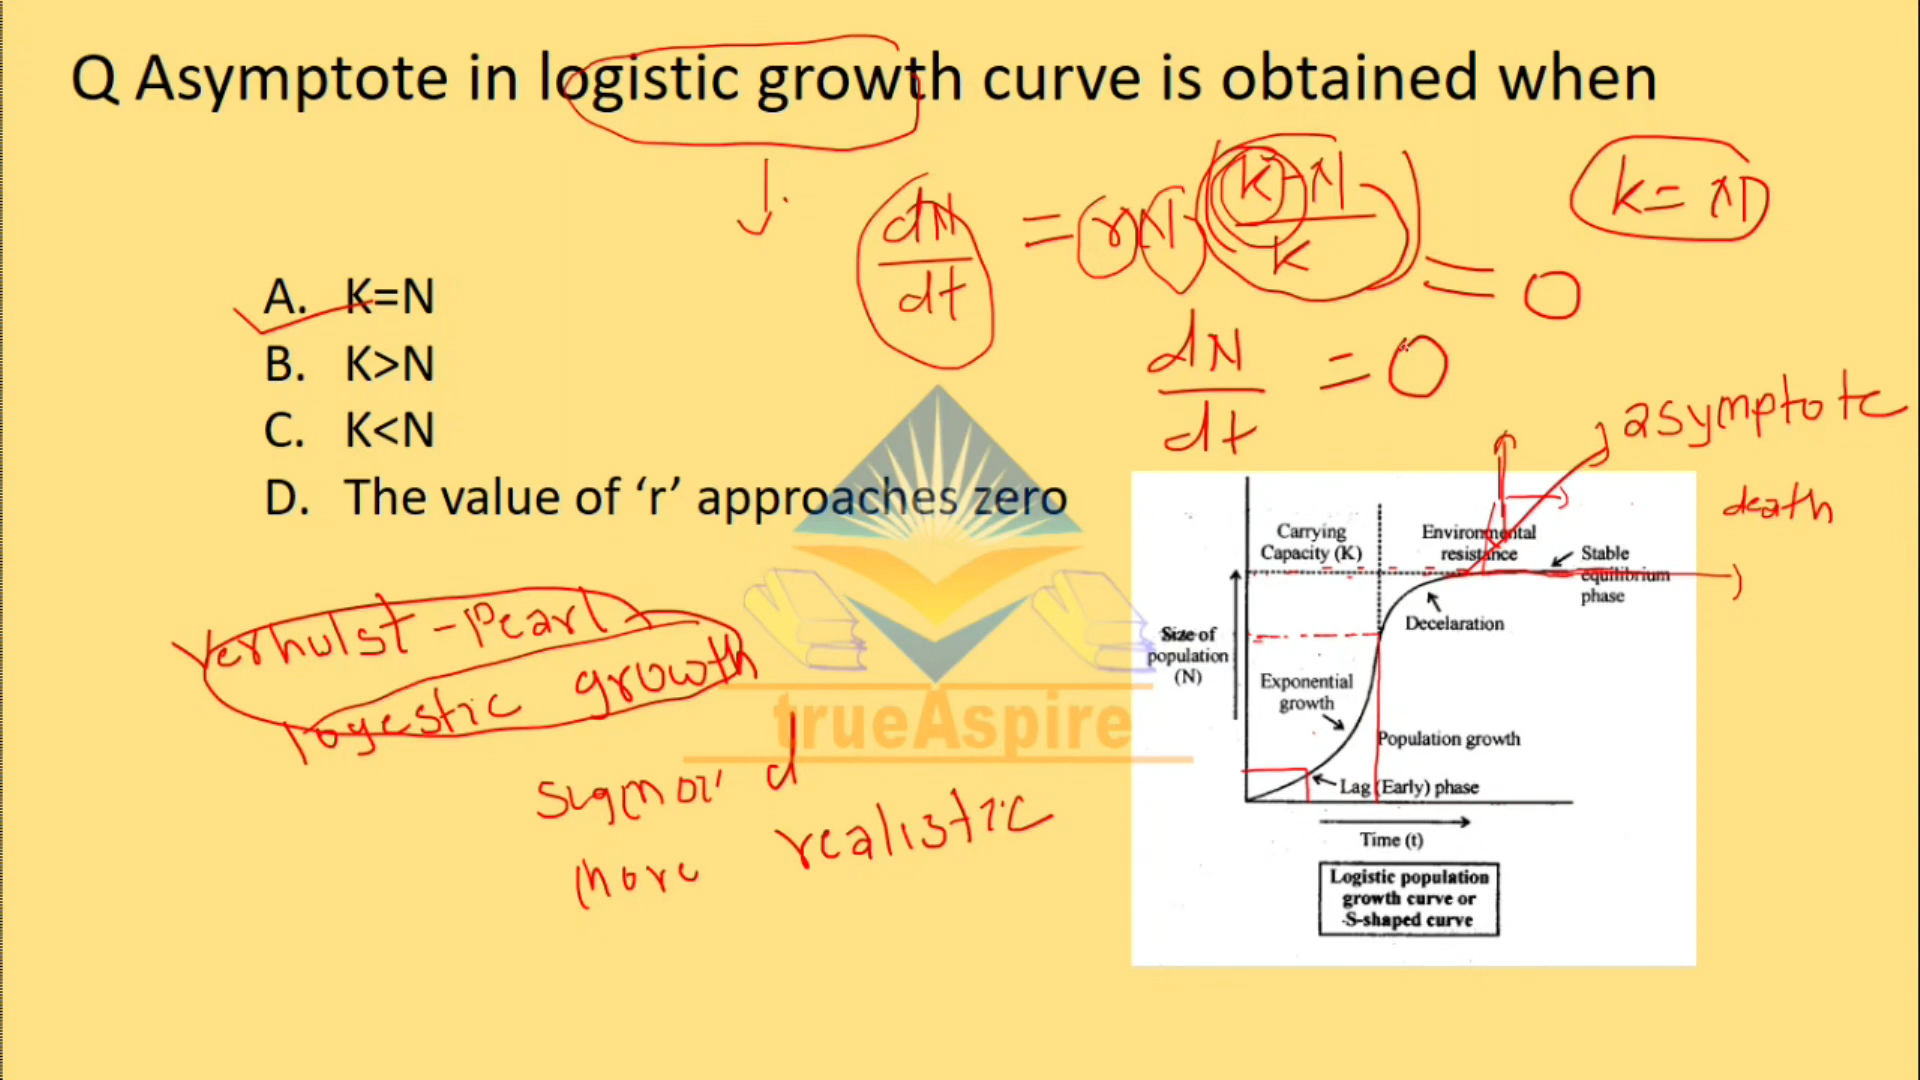 Q Asymptote in logistic growth curve is obtained when
dN/dt = rN (K-N/K) = 0
k = N
A. K=N
B. K>N
C. K<N
D. The value of ‘r’ approaches zero
dN/dt = 0
asymptote
death
Verhulst-Pearl
logestic growth
sigmoid
more realistic
trueAspire
Carrying
Capacity (K)
Environmental
resistance
Stable
equilibrium
phase
Decelaration
Size of
population
(N)
Exponential
growth
Population growth
Lag (Early) phase
Time (t)
Logistic population
growth curve or
S-shaped curve